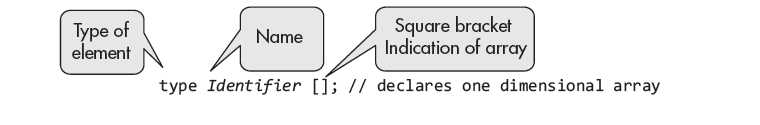 Type of
element
Name
Square bracket
Indication of array
type Identifier []; // declares one dimensional array